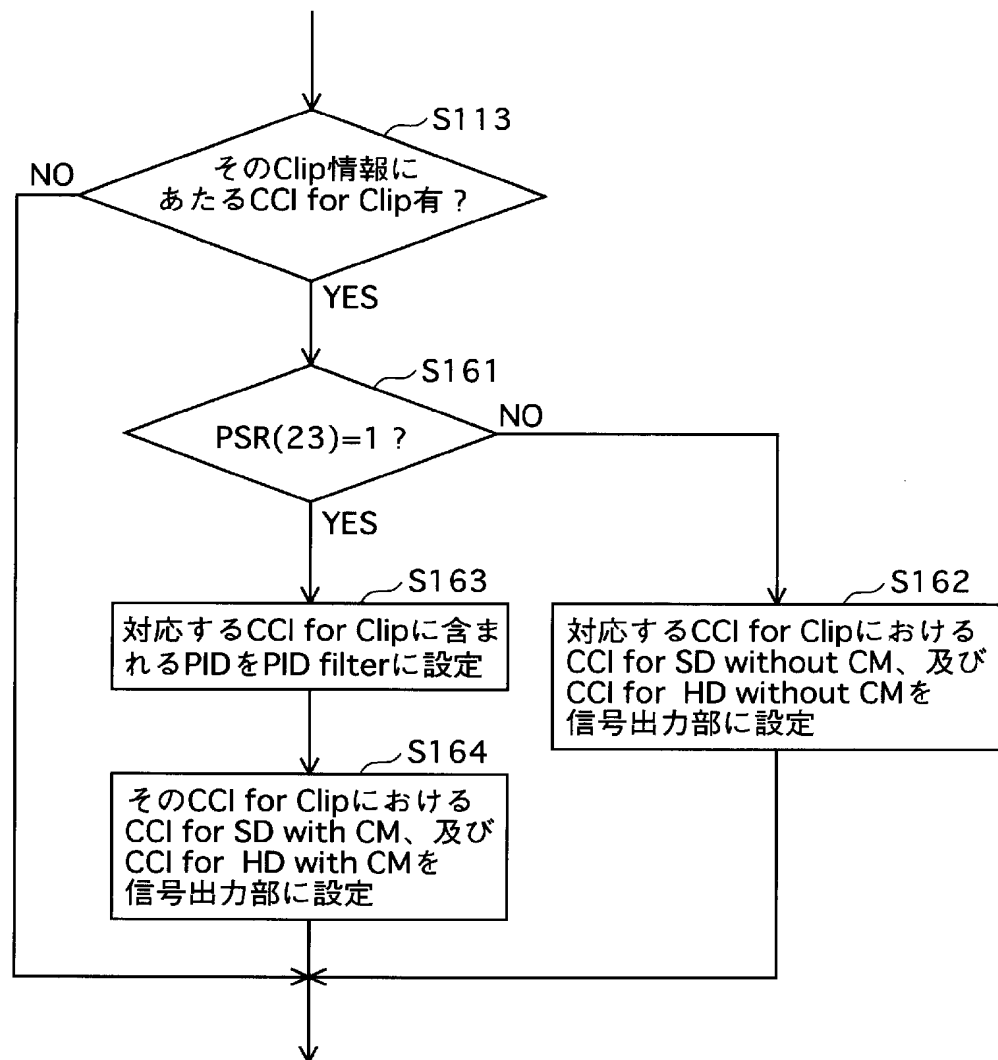 S113
NO
そのClip情報に
あたるCCI for Clip有？
YES
S161
NO
PSR(23)=1？
YES
S163
対応するCCI for Clipに含ま
れるPIDをPID filterに設定
S162
対応するCCI for Clipにおける
CCI for SD without CM、及び
CCI for HD without CMを
信号出力部に設定
S164
そのCCI for Clipにおける
CCI for SD with CM、及び
CCI for HD with CMを
信号出力部に設定